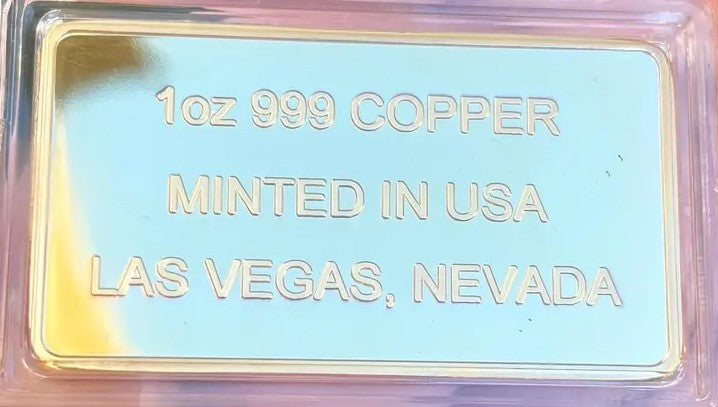 1oz 999 COPPER
MINTED IN USA
LAS VEGAS, NEVADA